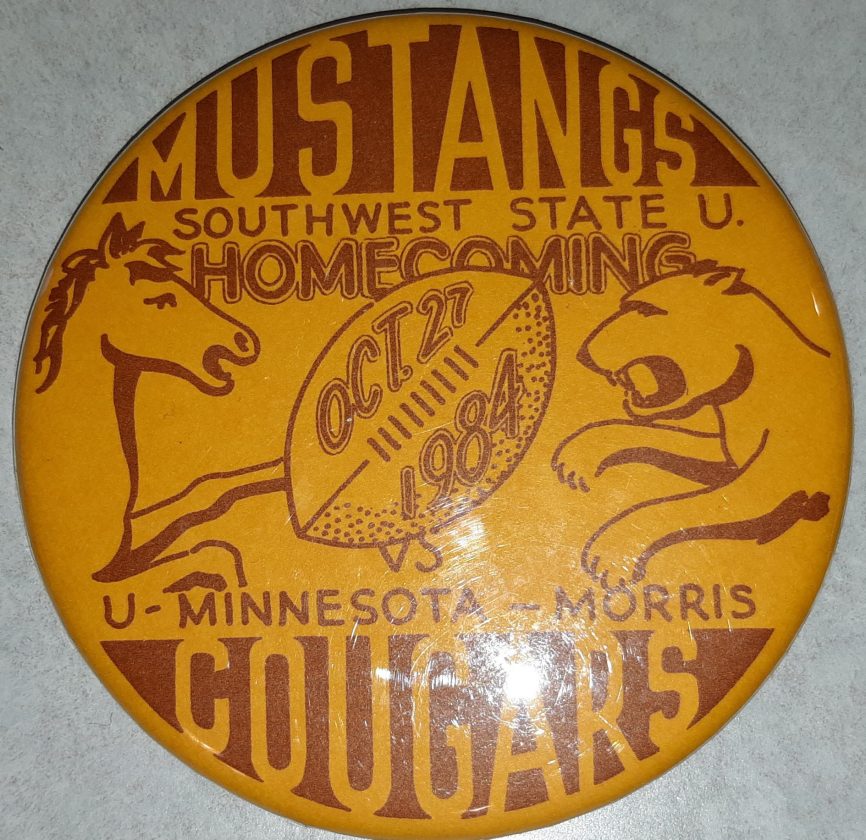 MUSTANGS
SOUTHWEST STATE U.
HOMECOMING
OCT. 27
1984
VS
U-MINNESOTA - MORRIS
COUGARS